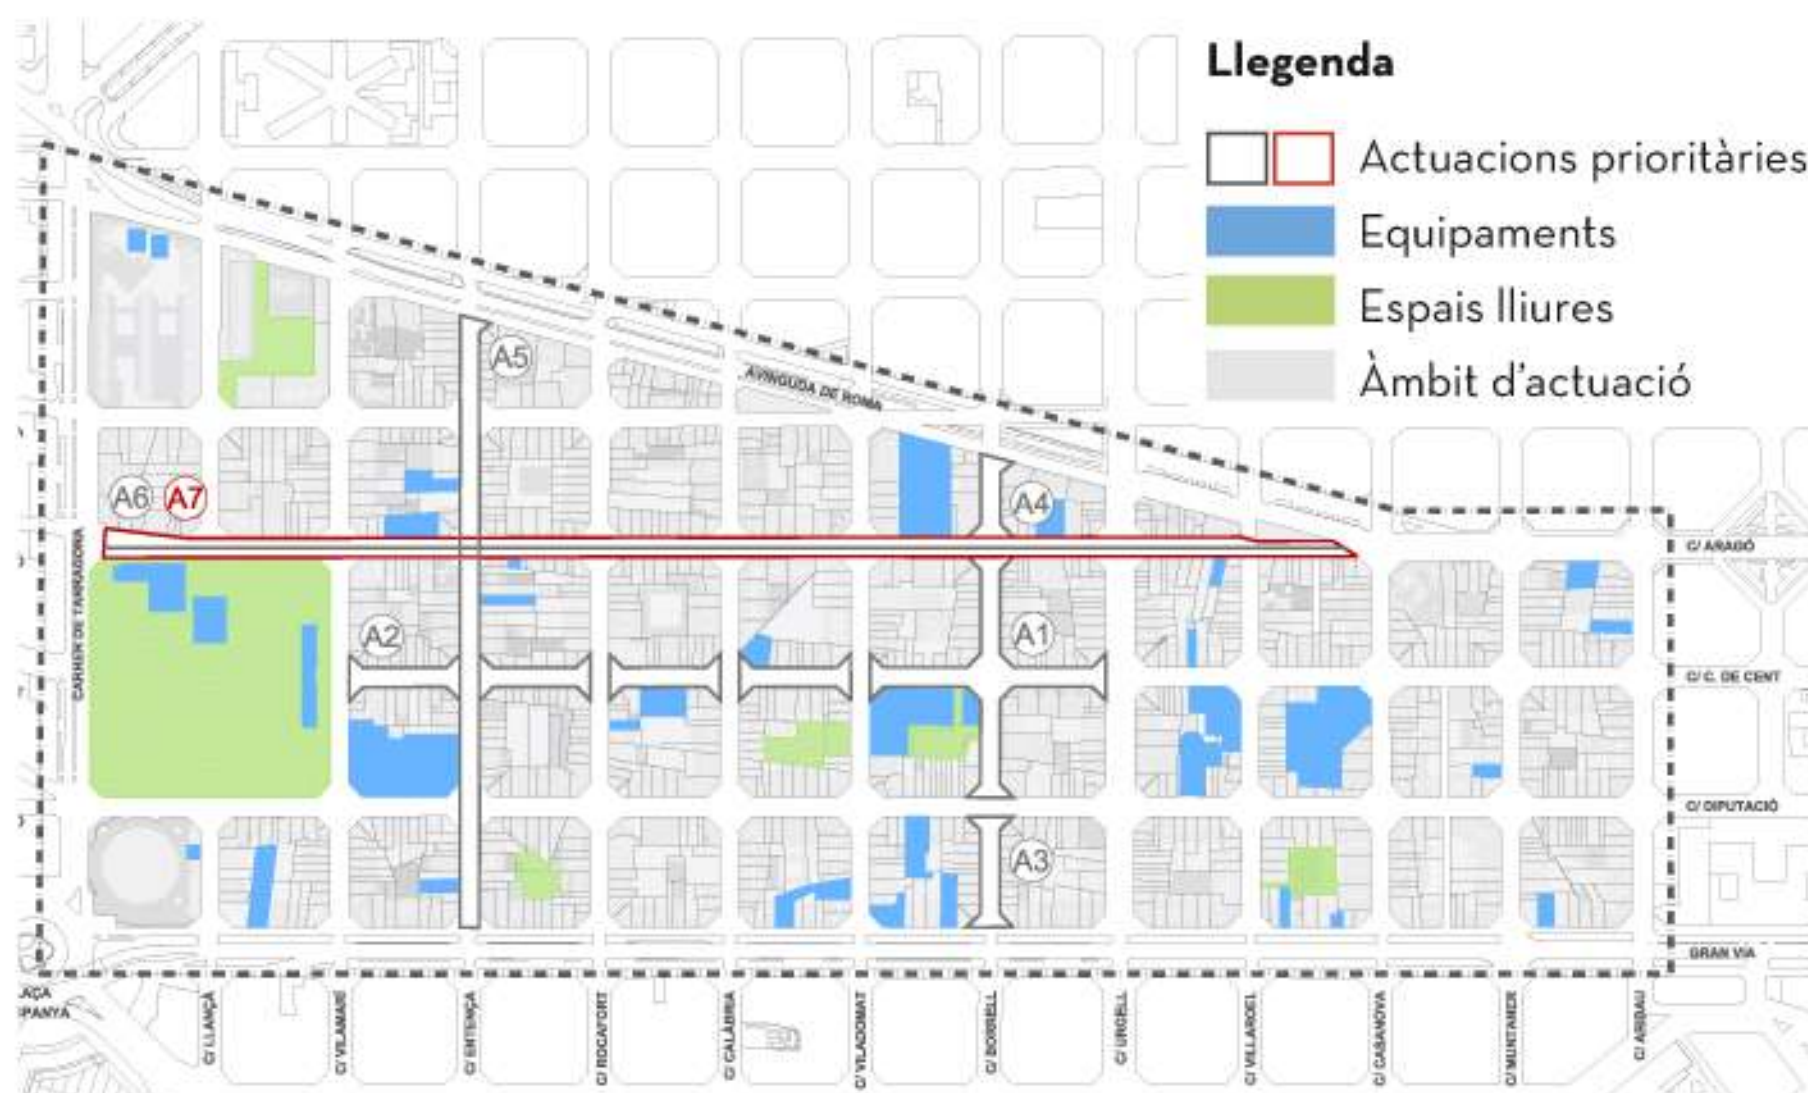 Llegenda
Actuacions prioritàries
Equipaments
Espais lliures
Àmbit d'actuació
A5
AVINGUDA DE ROMA
A6
A7
A4
C/ ARAGÓ
CARRER DE TARRAGONA
A2
A1
C/ C. DE CENT
C/ DIPUTACIÓ
A3
GRAN VIA
C/ LLANÇÀ
C/ VILAMARÍ
C/ ENTENÇA
C/ ROCAFORT
C/ CALÀBRIA
C/ VILADOMAT
C/ BORRELL
C/ URGELL
C/ VILLAROEL
C/ CASANOVA
C/ MUNTANER
C/ ARIBAU